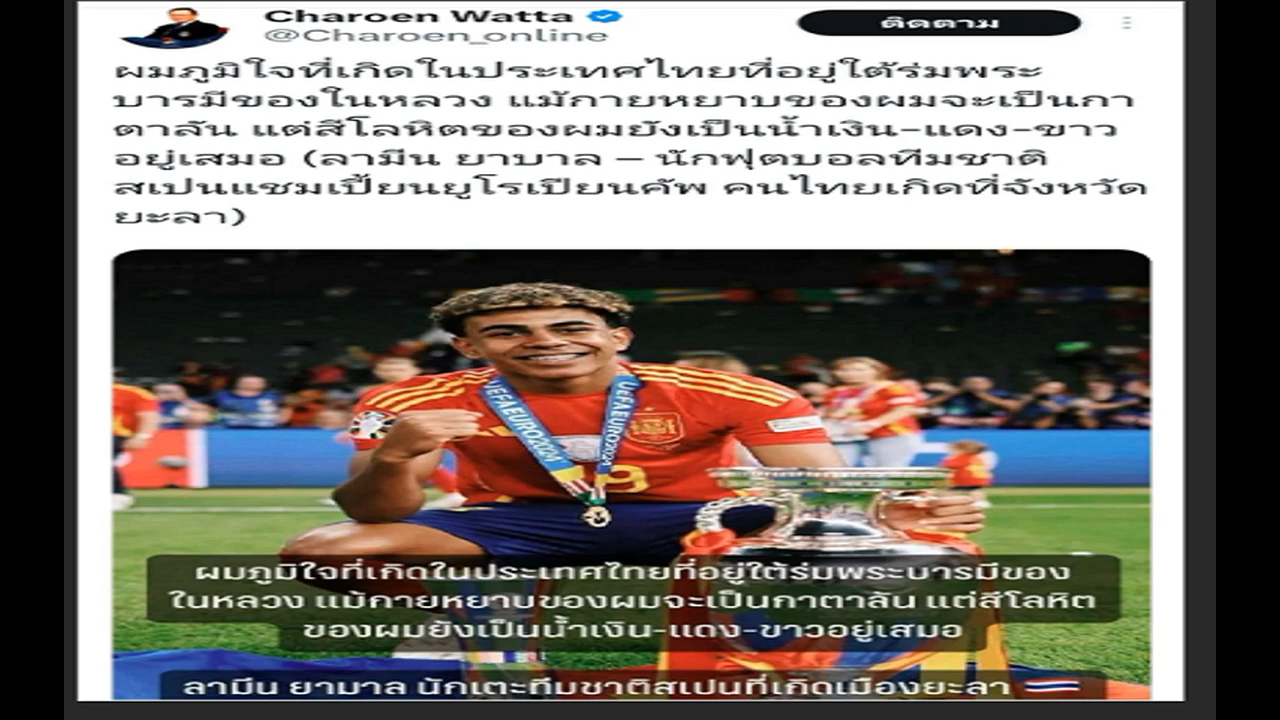 Charoen Watta
@Charoen_online
ติดตาม
ผมภูมิใจที่เกิดในประเทศไทยที่อยู่ใต้ร่มพระ
บารมีของในหลวง แม้กายหยาบของผมจะเป็นกา
ตาลัน แต่สีโลหิตของผมยังเป็นน้ำเงิน-แดง-ขาว
อยู่เสมอ (ลามีน ยาบาล – นักฟุตบอลทีมชาติ
สเปนแชมเปี้ยนยูโรเปียนคัพ คนไทยเกิดที่จังหวัด
ยะลา)
UEFA EURO2024
UEFA EURO2024
19
ผมภูมิใจที่เกิดในประเทศไทยที่อยู่ใต้ร่มพระบารมีของ
ในหลวง แม้กายหยาบของผมจะเป็นกาตาลัน แต่สีโลหิต
ของผมยังเป็นน้ำเงิน-แดง-ขาวอยู่เสมอ
ลามีน ยามาล นักเตะทีมชาติสเปนที่เกิดเมืองยะลา